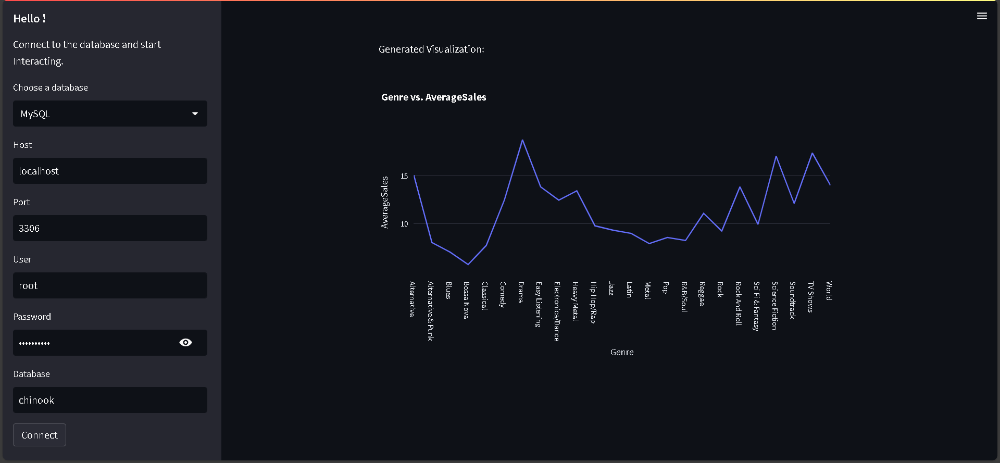 Hello !
Connect to the database and start
Interacting.
Choose a database
MySQL
Host
localhost
Port
3306
User
root
Password
••••••••••
Database
chinook
Connect
Generated Visualization:
Genre vs. AverageSales
AverageSales
15
10
Alternative
Alternative & Punk
Blues
Bossa Nova
Classical
Comedy
Drama
Easy Listening
Electronica/Dance
Heavy Metal
Hip Hop/Rap
Jazz
Latin
Metal
Pop
R&B/Soul
Reggae
Rock
Rock And Roll
Sci Fi & Fantasy
Science Fiction
Soundtrack
TV Shows
World
Genre